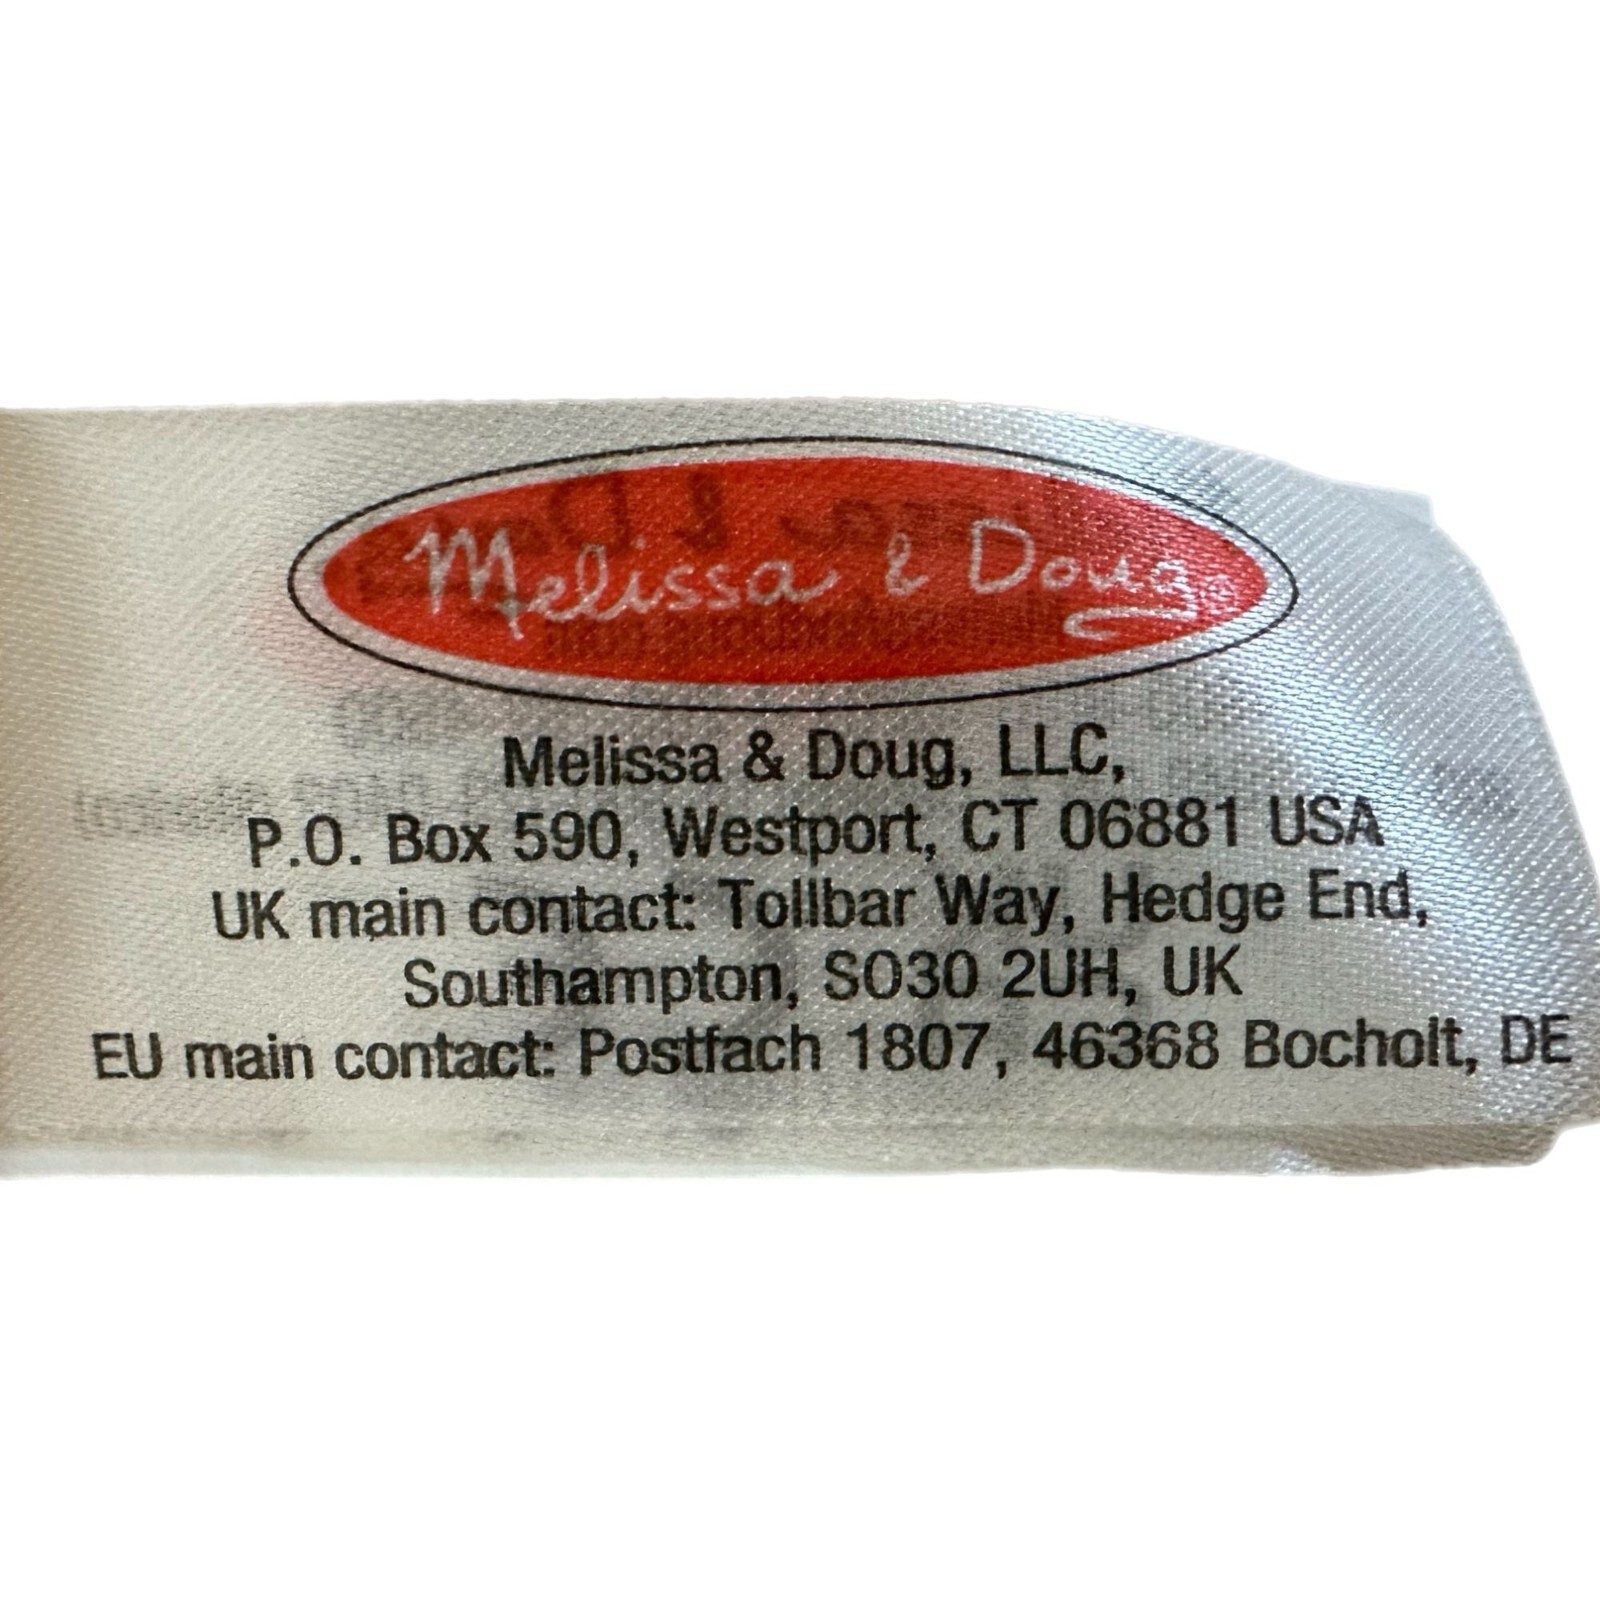 Melissa & Doug®
Melissa & Doug, LLC,
P.O. Box 590, Westport, CT 06881 USA
UK main contact: Tollbar Way, Hedge End,
Southampton, SO30 2UH, UK
EU main contact: Postfach 1807, 46368 Bocholt, DE